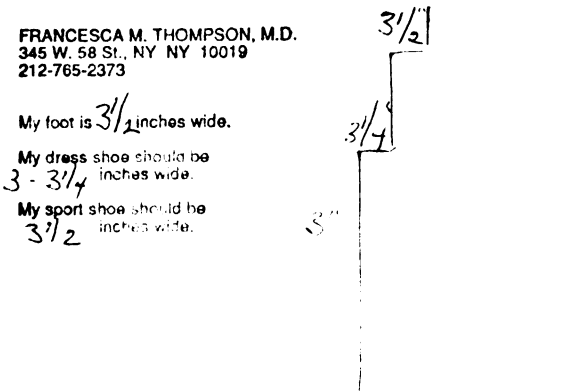 FRANCESCA M. THOMPSON, M.D.
345 W. 58 St., NY NY 10019
212-765-2373
My foot is 3 1/2 inches wide.
My dress shoe should be
3 - 3 1/4 inches wide.
My sport shoe should be
3 1/2 inches wide.
3 1/2"
3 1/4"
3"